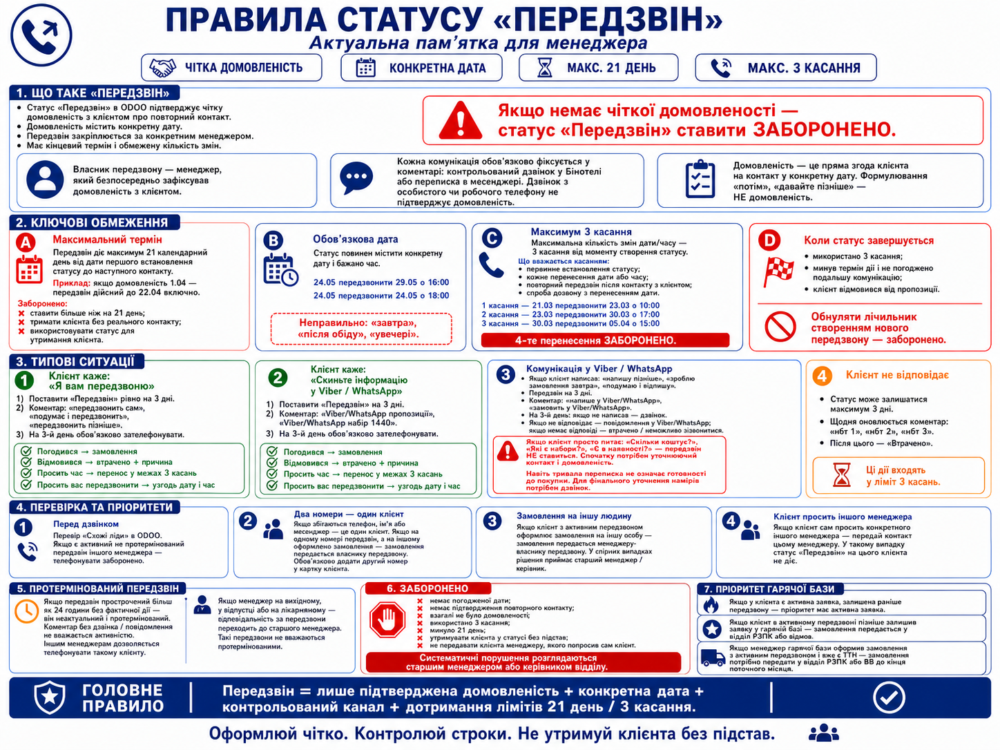 ПРАВИЛА СТАТУСУ «ПЕРЕДЗВІН»
Актуальна пам’ятка для менеджера
ЧІТКА ДОМОВЛЕНІСТЬ
КОНКРЕТНА ДАТА
МАКС. 21 ДЕНЬ
МАКС. 3 КАСАННЯ
1. ЩО ТАКЕ «ПЕРЕДЗВІН»
• Статус «Передзвін» в ODOO підтверджує чітку
домовленість з клієнтом про повторний контакт.
• Домовленість містить конкретну дату.
• Передзвін закріплюється за конкретним менеджером.
• Має кінцевий термін і обмежену кількість змін.
Якщо немає чіткої домовленості —
статус «Передзвін» ставити ЗАБОРОНЕНО.
Власник передзвону — менеджер,
який безпосередньо зафіксував
домовленість з клієнтом.
Кожна комунікація обов’язково фіксується у
коментарі: контрольований дзвінок у Бінотелі
або переписка в месенджері. Дзвінок з
особистого чи робочого телефону не
підтверджує домовленість.
Домовленість — це пряма згода клієнта
на контакт у конкретну дату. Формулювання
«потім», «давайте пізніше» —
НЕ домовленість.
2. КЛЮЧОВІ ОБМЕЖЕННЯ
A
Максимальний термін
Передзвін діє максимум 21 календарний
день від дати першого встановлення
статусу до наступного контакту.
Приклад: якщо домовленість 1.04 —
передзвін дійсний до 22.04 включно.
Заборонено:
ставити більше ніж на 21 день;
тримати клієнта без реального контакту;
використовувати статус для
утримання клієнта.
B
Обов’язкова дата
Статус повинен містити конкретну
дату і бажано час.
24.05 передзвонити 29.05 о 16:00
24.05 передзвонити 24.05 о 18:00
Неправильно: «завтра»,
«після обіду», «увечері».
C
Максимум 3 касання
Максимальна кількість змін дати/часу —
3 касання від моменту створення статусу.
Що вважається касанням:
• первинне встановлення статусу;
• кожне перенесення дати або часу;
• повторний передзвін після контакту з клієнтом;
• спроба дозвону з перенесенням дати.
1 касання — 21.03 передзвонити 23.03 о 10:00
2 касання — 23.03 передзвонити 30.03 о 17:00
3 касання — 30.03 передзвонити 05.04 о 15:00
4-те перенесення ЗАБОРОНЕНО.
D
Коли статус завершується
• використано 3 касання;
• минув термін дії і не погоджено
подальшу комунікацію;
• клієнт відмовився від пропозиції.
Обнуляти лічильник
створенням нового
передзвону — заборонено.
3. ТИПОВІ СИТУАЦІЇ
1
Клієнт каже:
«Я вам передзвоню»
1) Поставити «Передзвін» рівно на 3 дні.
2) Коментар: «передзвонить сам»,
«подумає і передзвонить»,
«передзвонить пізніше».
3) На 3-й день обов’язково зателефонувати.
Погодився → замовлення
Відмовився → втрачено + причина
Просить час → перенос у межах 3 касань
Просить вас передзвонити → узгодь дату і час
2
Клієнт каже:
«Скиньте інформацію
у Viber / WhatsApp»
1) Поставити «Передзвін» на 3 дні.
2) Коментар: «Viber/WhatsApp пропозиції»,
«Viber/WhatsApp набір 1440».
3) На 3-й день обов’язково зателефонувати.
Погодився → замовлення
Відмовився → втрачено + причина
Просить час → перенос у межах 3 касань
Просить вас передзвонити → узгодь дату і час
3
Комунікація у Viber / WhatsApp
• Якщо клієнт написав: «напишу пізніше», «зроблю
замовлення завтра», «подумаю і відпишу».
• Передзвін на 3 дні.
• Коментар: «напише у Viber/WhatsApp»,
«замовить у Viber/WhatsApp».
• На 3-й день: якщо не написав — дзвінок.
• Якщо не відповідає — повідомлення у Viber/WhatsApp;
якщо немає відповіді — втрачено / неможливо зізвонитися.
Якщо клієнт просто питає: «Скільки коштує?»,
«Які є набори?», «Є в наявності?» — передзвін
НЕ ставиться. Спочатку потрібен уточнюючий
контакт і домовленість.
Навіть тривала переписка не означає готовності
до покупки. Для фінального уточнення намірів
потрібен дзвінок.
4
Клієнт не відповідає
• Статус може залишатися
максимум 3 дні.
• Щодня оновлюється коментар:
«нбт 1», «нбт 2», «нбт 3».
• Після цього — «Втрачено».
Ці дії входять
у ліміт 3 касань.
4. ПЕРЕВІРКА ТА ПРІОРИТЕТИ
1
Перед дзвінком
Перевір «Схожі ліди» в ODOO.
Якщо є активний не протермінований
передзвін іншого менеджера —
телефонувати заборонено.
2
Два номери — один клієнт
Якщо збігаються телефон, ім’я або
месенджер — це один клієнт. Якщо на
одному номері передзвін, а на іншому
оформлено замовлення — замовлення
передається власнику передзвону.
Обов’язково додати другий номер
у картку клієнта.
3
Замовлення на іншу людину
Якщо клієнт з активним передзвоном
оформлює замовлення на іншу особу —
замовлення передається менеджеру-
власнику передзвону. У спірних випадках
рішення приймає старший менеджер /
керівник.
4
Клієнт просить іншого менеджера
Якщо клієнт сам просить конкретного
іншого менеджера — передай контакт
цьому менеджеру. У такому випадку
статус «Передзвін» на цього клієнта
не діє.
5. ПРОТЕРМІНОВАНИЙ ПЕРЕДЗВІН
Якщо передзвін прострочений більш
як 24 години без фактичної дії —
він неактуальний і протермінований.
Коментар без дзвінка / повідомлення
не вважається активністю.
Іншим менеджерам дозволяється
телефонувати такому клієнту.
Якщо менеджер на вихідному,
у відпустці або на лікарняному —
відповідальність за передзвони
переходить до старшого менеджера.
Такі передзвони не вважаються
протермінованими.
6. ЗАБОРОНЕНО
немає погодженої дати;
немає підтвердження повторного контакту;
взагалі не було домовленості;
використано 3 касання;
минуло 21 день;
утримувати клієнта у статусі без підстав;
не передавати клієнта менеджеру, якого попросив сам клієнт.
Систематичні порушення розглядаються
старшим менеджером або керівником відділу.
7. ПРІОРИТЕТ ГАРЯЧОЇ БАЗИ
Якщо у клієнта є активна заявка, залишена раніше
передзвону — пріоритет має активна заявка.
Якщо клієнт в активному передзвоні пізніше залишив
заявку у гарячій базі — замовлення передається у
відділ РЗПК або відмов.
Якщо менеджер гарячої бази оформив замовлення
з активним передзвоном і вже є ТТН — замовлення
потрібно передати у відділ РЗПК або ВВ до кінця
поточного місяця.
ГОЛОВНЕ
ПРАВИЛО
Передзвін = лише підтверджена домовленість + конкретна дата +
контрольований канал + дотримання лімітів 21 день / 3 касання.
Оформлюй чітко. Контролюй строки. Не утримуй клієнта без підстав.